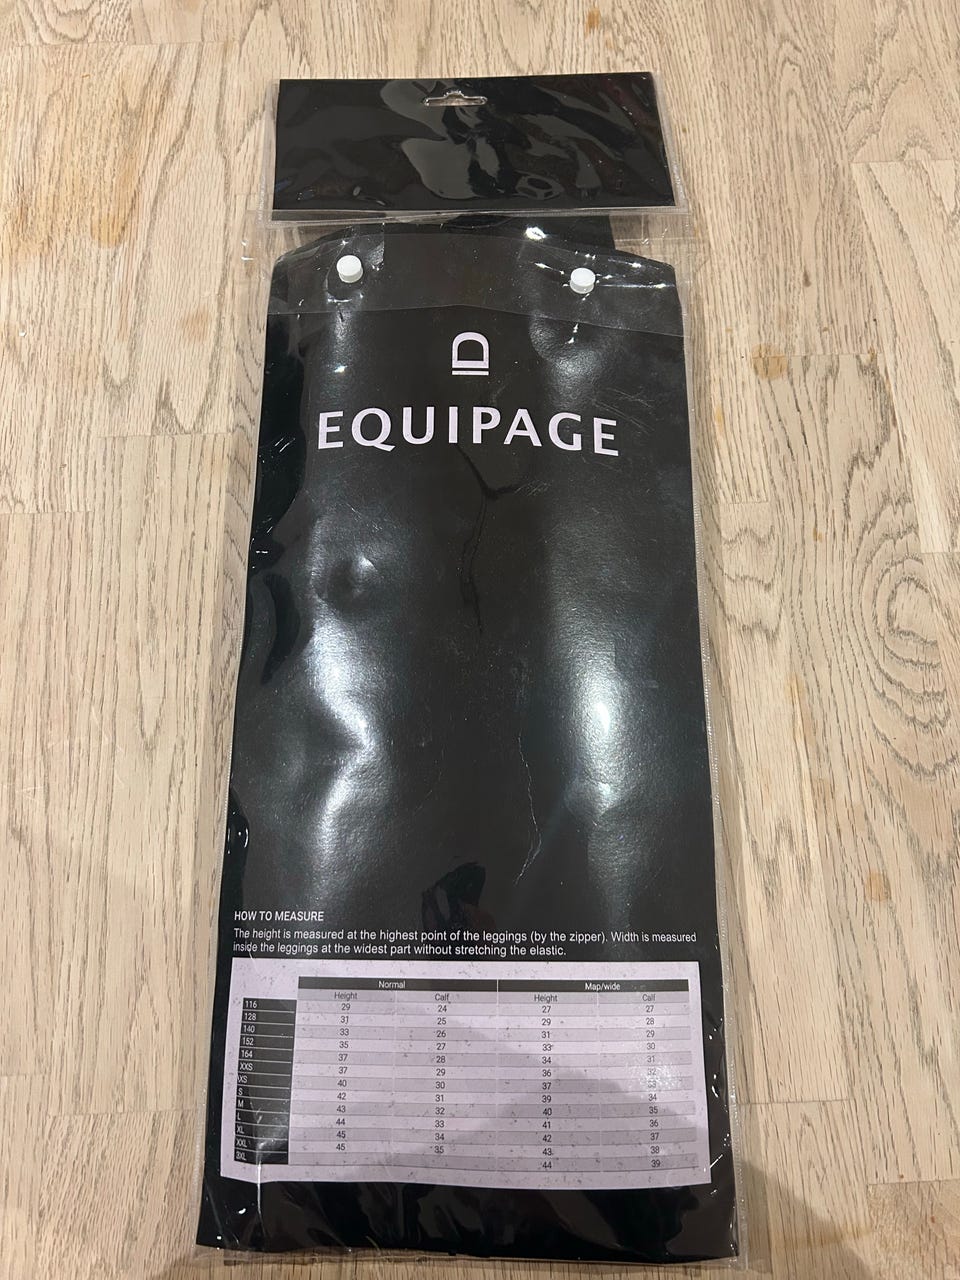 D
EQUIPAGE
HOW TO MEASURE
The height is measured at the highest point of the leggings (by the zipper). Width is measured
inside the leggings at the widest part without stretching the elastic.
Normal Map/wide
Height Calf Height Calf
116 29 24 27 27
128 31 25 29 28
140 33 26 31 29
152 35 27 33 30
164 37 28 34 31
XXS 37 29 36 32
XS 40 30 37 33
S 42 31 39 34
M 43 32 40 35
L 44 33 41 36
XL 45 34 42 37
XXL 45 35 43 38
3XL 44 39